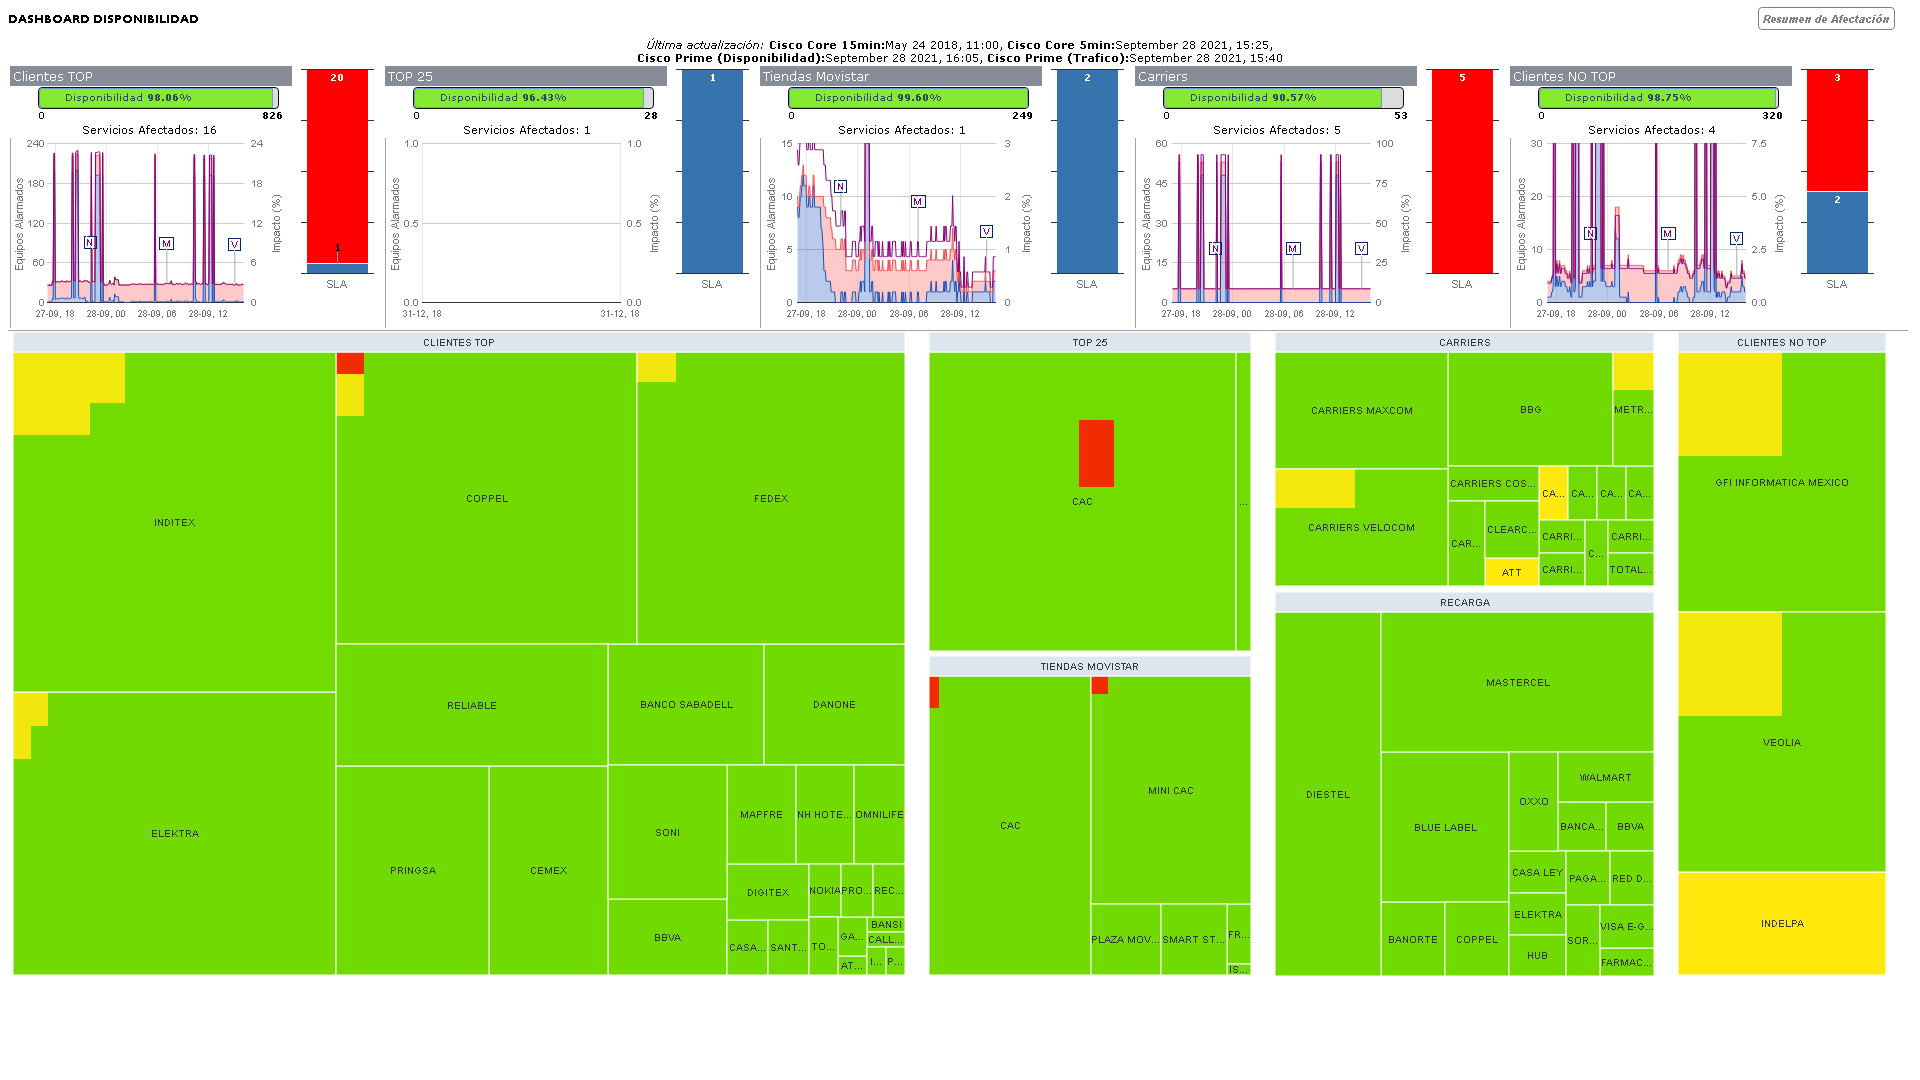 DASHBOARD DISPONIBILIDAD
Resumen de Afectación
Última actualización: Cisco Core 15min:May 24 2018, 11:00, Cisco Core 5min:September 28 2021, 15:25,
Cisco Prime (Disponibilidad):September 28 2021, 16:05, Cisco Prime (Trafico):September 28 2021, 15:40
Clientes TOP
Disponibilidad 98.06%
0 826
Servicios Afectados: 16
240 180 120 60 0
Equipos Alarmados
24 18 12 6 0
Impacto (%)
N M V
27-09, 18 28-09, 00 28-09, 06 28-09, 12
20
1
SLA
TOP 25
Disponibilidad 96.43%
0 28
Servicios Afectados: 1
1.0 0.5 0.0
Equipos Alarmados
1.0 0.5 0.0
Impacto (%)
31-12, 18 31-12, 18
1
SLA
Tiendas Movistar
Disponibilidad 99.60%
0 249
Servicios Afectados: 1
15 10 5 0
Equipos Alarmados
3 2 1 0
Impacto (%)
N M V
27-09, 18 28-09, 00 28-09, 06 28-09, 12
2
SLA
Carriers
Disponibilidad 90.57%
0 53
Servicios Afectados: 5
60 45 30 15 0
Equipos Alarmados
100 75 50 25 0
Impacto (%)
N M V
27-09, 18 28-09, 00 28-09, 06 28-09, 12
5
SLA
Clientes NO TOP
Disponibilidad 98.75%
0 320
Servicios Afectados: 4
30 20 10 0
Equipos Alarmados
7.5 5.0 2.5 0.0
Impacto (%)
N M V
27-09, 18 28-09, 00 28-09, 06 28-09, 12
3
2
SLA
CLIENTES TOP
INDITEX
COPPEL
FEDEX
ELEKTRA
RELIABLE
BANCO SABADELL
DANONE
PRINGSA
CEMEX
SONI
BBVA
MAPFRE
NH HOTE...
OMNILIFE
DIGITEX
NOKIA
PRO...
REC...
CASA...
SANT...
TO...
GA...
AT...
BANSI
CALL...
I...
P...
TOP 25
CAC
...
TIENDAS MOVISTAR
CAC
MINI CAC
PLAZA MOV...
SMART ST...
FR...
IS...
CARRIERS
CARRIERS MAXCOM
BBG
METR...
CARRIERS VELOCOM
CARRIERS COS...
CAR...
CLEARC...
ATT
CA...
CA...
CA...
CA...
CARRI...
CARRI...
C...
CARRI...
TOTAL...
RECARGA
DIESTEL
MASTERCEL
BLUE LABEL
BANORTE
COPPEL
OXXO
WALMART
BANCA...
BBVA
CASA LEY
PAGA...
RED D...
ELEKTRA
HUB
SOR...
VISA E-G...
FARMAC...
CLIENTES NO TOP
GFI INFORMATICA MEXICO
VEOLIA
INDELPA